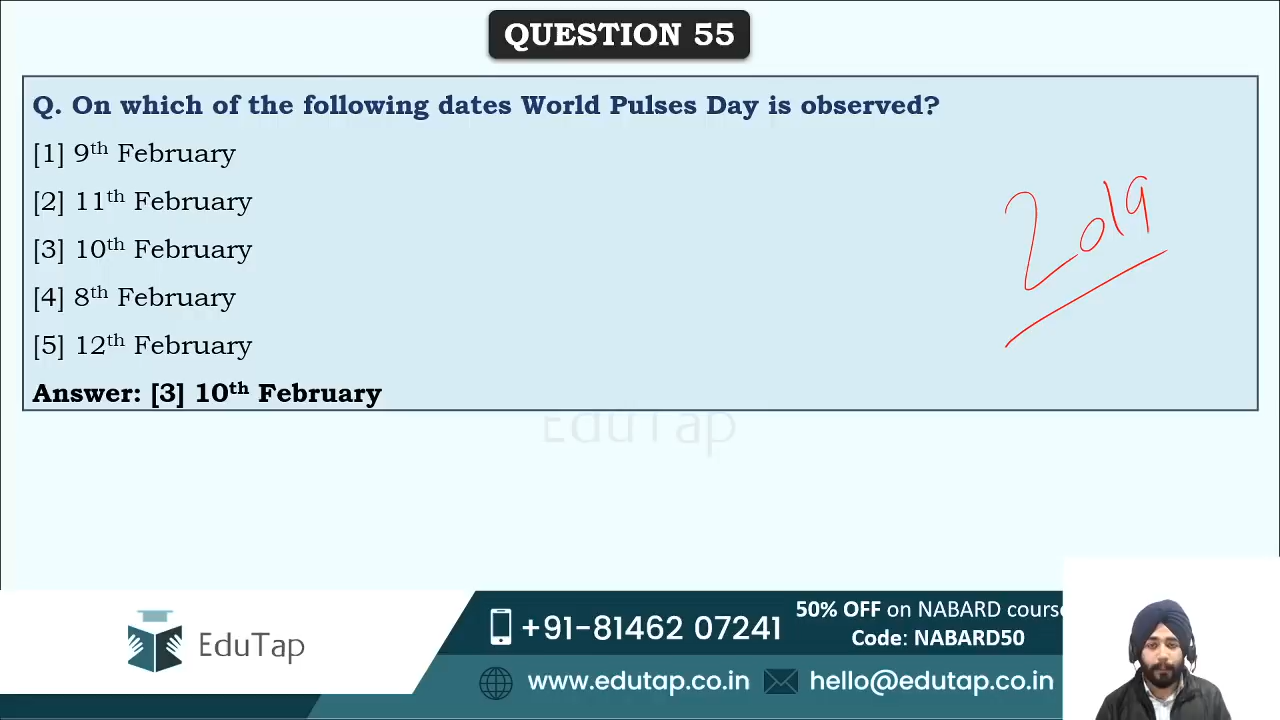 QUESTION 55
Q. On which of the following dates World Pulses Day is observed?
[1] 9th February
[2] 11th February
[3] 10th February
[4] 8th February
[5] 12th February
Answer: [3] 10th February
2019
EduTap
EduTap
+91-81462 07241
50% OFF on NABARD course
Code: NABARD50
www.edutap.co.in
hello@edutap.co.in